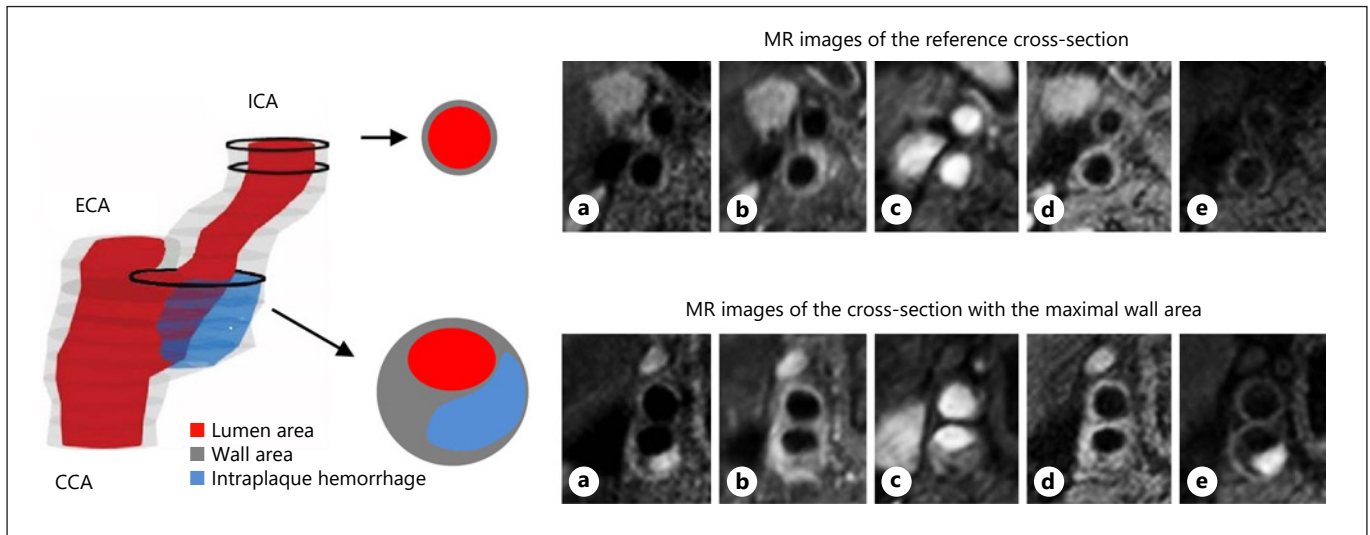 MR images of the reference cross-section
ICA
ECA
a b c d e
MR images of the cross-section with the maximal wall area
Lumen area
Wall area
Intraplaque hemorrhage
CCA
a b c d e